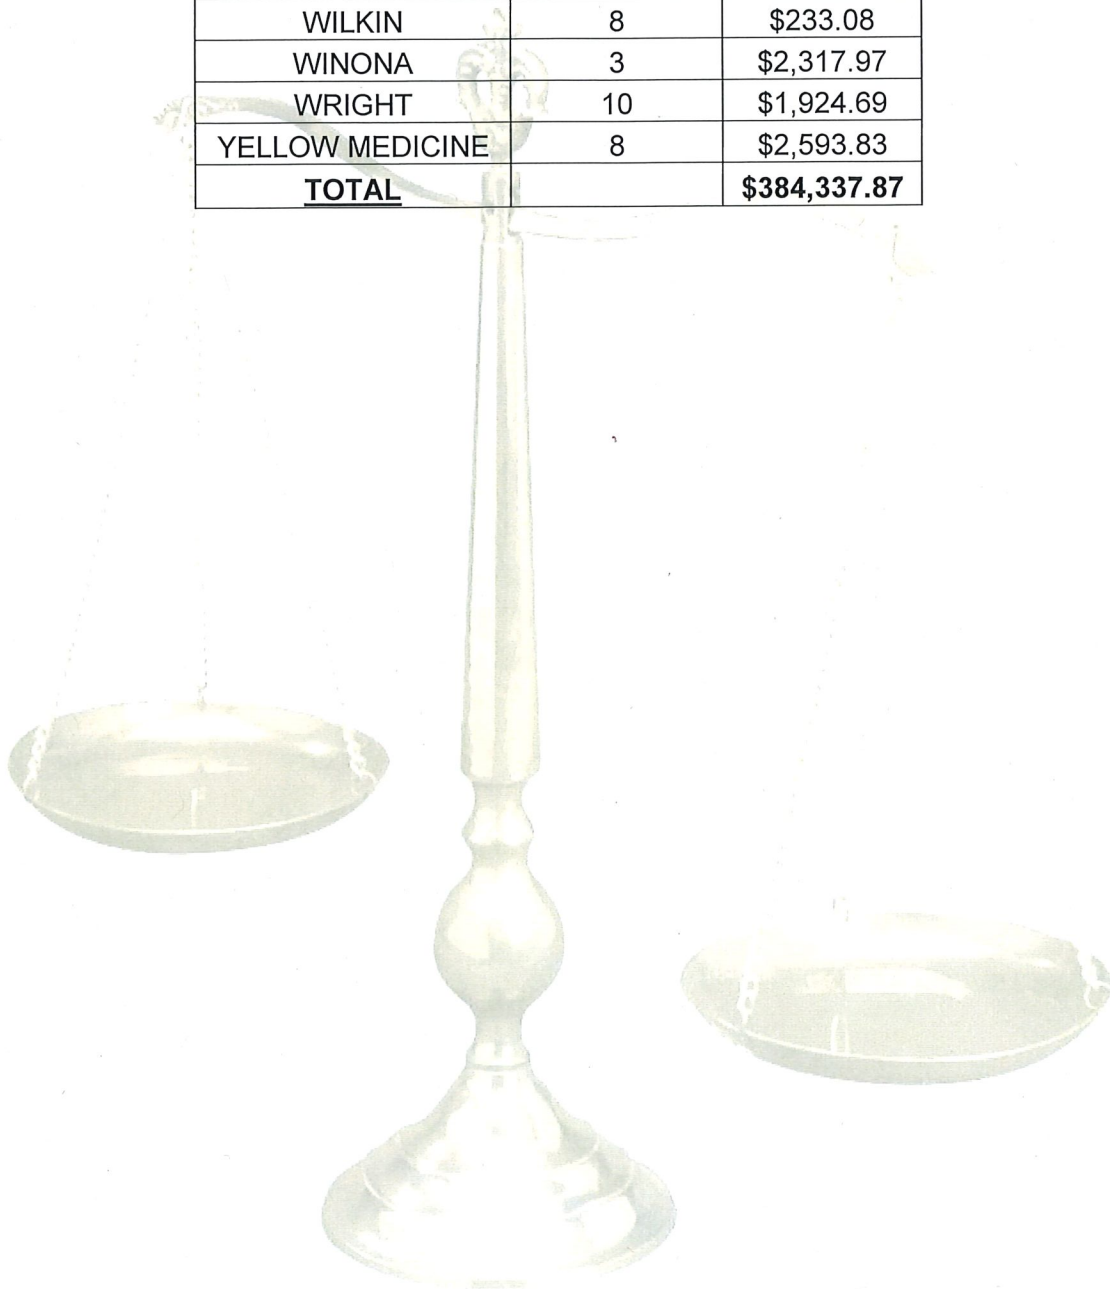 WILKIN 8 $233.08
WINONA 3 $2,317.97
WRIGHT 10 $1,924.69
YELLOW MEDICINE 8 $2,593.83
TOTAL $384,337.87